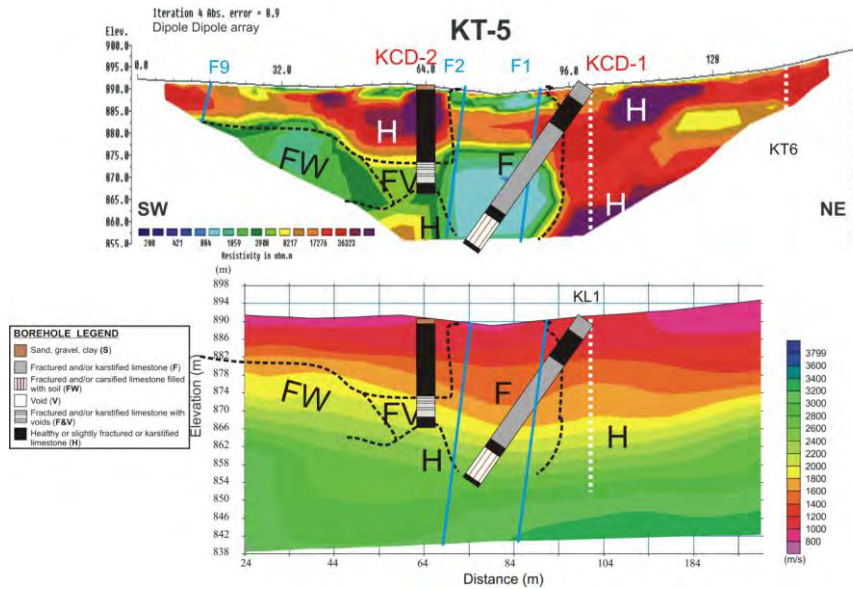 Iteration 4 Abs. error = 8.9
Dipole Dipole array
KT-5
Elev.
900.0
0.0
F9
32.0
KCD-2
64.0
F2
F1
96.0
KCD-1
128
895.0
890.0
885.0
880.0
875.0
870.0
865.0
860.0
855.0
H
H
FW
FV
F
KT6
SW
H
H
NE
200 421 884 1859 3908 8217 17276 36323
Resistivity in ohm.m
(m)
898
894
890
886
882
878
874
870
866
862
858
854
850
846
842
838
Elevation (m)
KL1
FW
FV
F
H
H
24 44 64 84 104 184
Distance (m)
BOREHOLE LEGEND
Sand, gravel, clay (S)
Fractured and/or karstified limestone (F)
Fractured and/or carsified limestone filled
with soil (FW)
Void (V)
Fractured and/or karstified limestone with
voids (F&V)
Healthy or slightly fractured or karstified
limestone (H)
3799
3600
3400
3200
3000
2800
2600
2400
2200
2000
1800
1600
1400
1200
1000
800
(m/s)